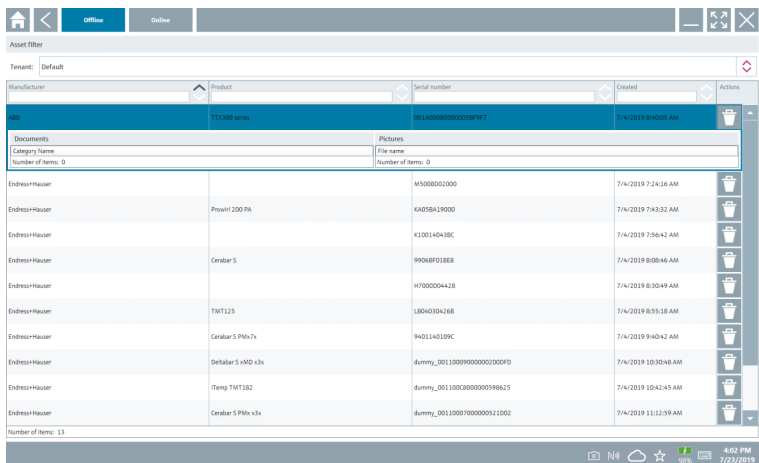 Offline Online
Asset filter
Tenant: Default
Manufacturer Product Serial number Created Actions
ABB TTX300 series 001A000B00000058F9F7 7/4/2019 8:40:05 AM
Documents Pictures
Category Name File name
Number of Items: 0 Number of Items: 0
Endress+Hauser M5008D02000 7/4/2019 7:24:16 AM
Endress+Hauser Prowirl 200 PA KA05BA19000 7/4/2019 7:43:32 AM
Endress+Hauser K10014043BC 7/4/2019 7:56:42 AM
Endress+Hauser Cerabar S 9906BF018E8 7/4/2019 8:08:46 AM
Endress+Hauser H7000D04428 7/4/2019 8:30:49 AM
Endress+Hauser TMT125 LB040304268 7/4/2019 8:55:18 AM
Endress+Hauser Cerabar S PMx7x 9401140109C 7/4/2019 9:40:42 AM
Endress+Hauser Deltabar S xMD x3x dummy_001100090000002000FD 7/4/2019 10:30:48 AM
Endress+Hauser iTemp TMT182 dummy_001100C8000000598625 7/4/2019 10:42:45 AM
Endress+Hauser Cerabar S PMx x3x dummy_00110007000000521D02 7/4/2019 11:12:59 AM
Number of Items: 13
98% 4:02 PM
7/23/2019